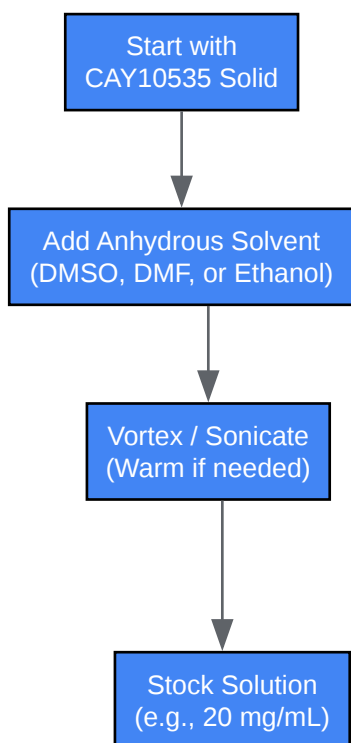 Start with
CAY10535 Solid
Add Anhydrous Solvent
(DMSO, DMF, or Ethanol)
Vortex / Sonicate
(Warm if needed)
Stock Solution
(e.g., 20 mg/mL)